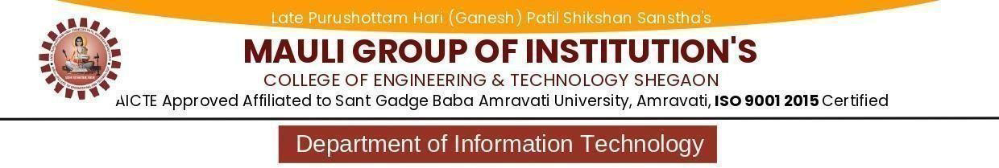 Late Purushottam Hari (Ganesh) Patil Shikshan Sanstha's
MAULI GROUP OF INSTITUTION'S
COLLEGE OF ENGINEERING & TECHNOLOGY SHEGAON
AICTE Approved Affiliated to Sant Gadge Baba Amravati University, Amravati, ISO 9001 2015 Certified
Department of Information Technology